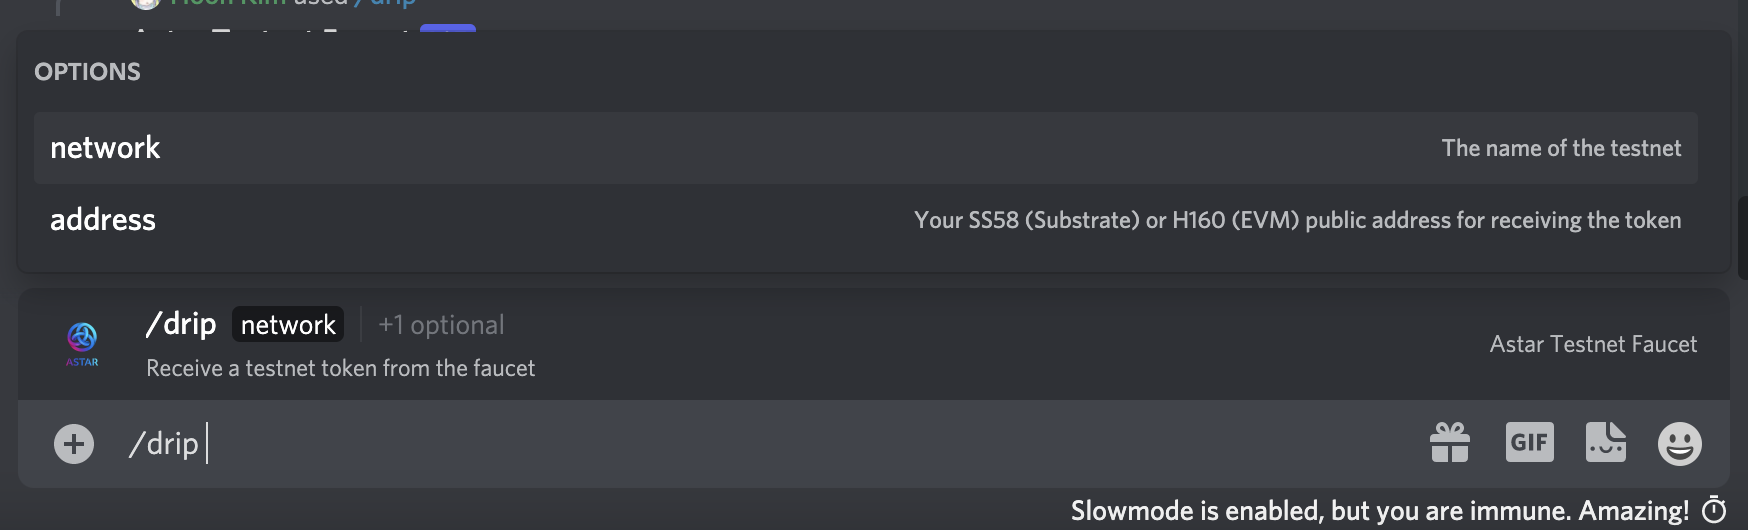 used /drip
OPTIONS
network The name of the testnet
address Your SS58 (Substrate) or H160 (EVM) public address for receiving the token
/drip network +1 optional
ASTAR
Astar Testnet Faucet
Receive a testnet token from the faucet
/drip
GIF
Slowmode is enabled, but you are immune. Amazing!